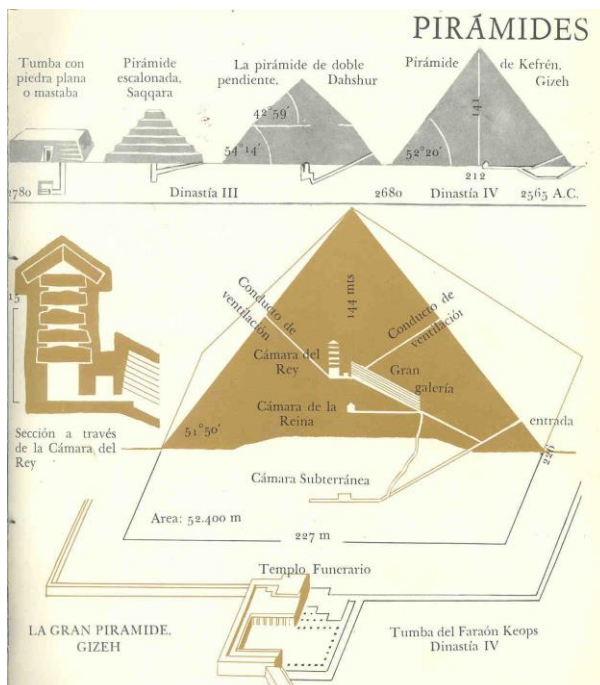 PIRÁMIDES
Tumba con
piedra plana
o mastaba
Pirámide
escalonada,
Saqqara
La pirámide de doble
pendiente, Dahshur
Pirámide de Kefrén,
Gizeh
42°59'
54°14'
141
52°20'
212
2780
Dinastía III
2680
Dinastía IV
2565 A.C.
15
Conducto de
ventilación
144 mts
Conducto de
ventilación
Cámara del
Rey
Gran
galería
Cámara de la
Reina
entrada
51°50'
Sección a través
de la Cámara del
Rey
Cámara Subterránea
Area: 52.400 m
227 m
Templo Funerario
LA GRAN PIRAMIDE,
GIZEH
Tumba del Faraón Keops
Dinastía IV